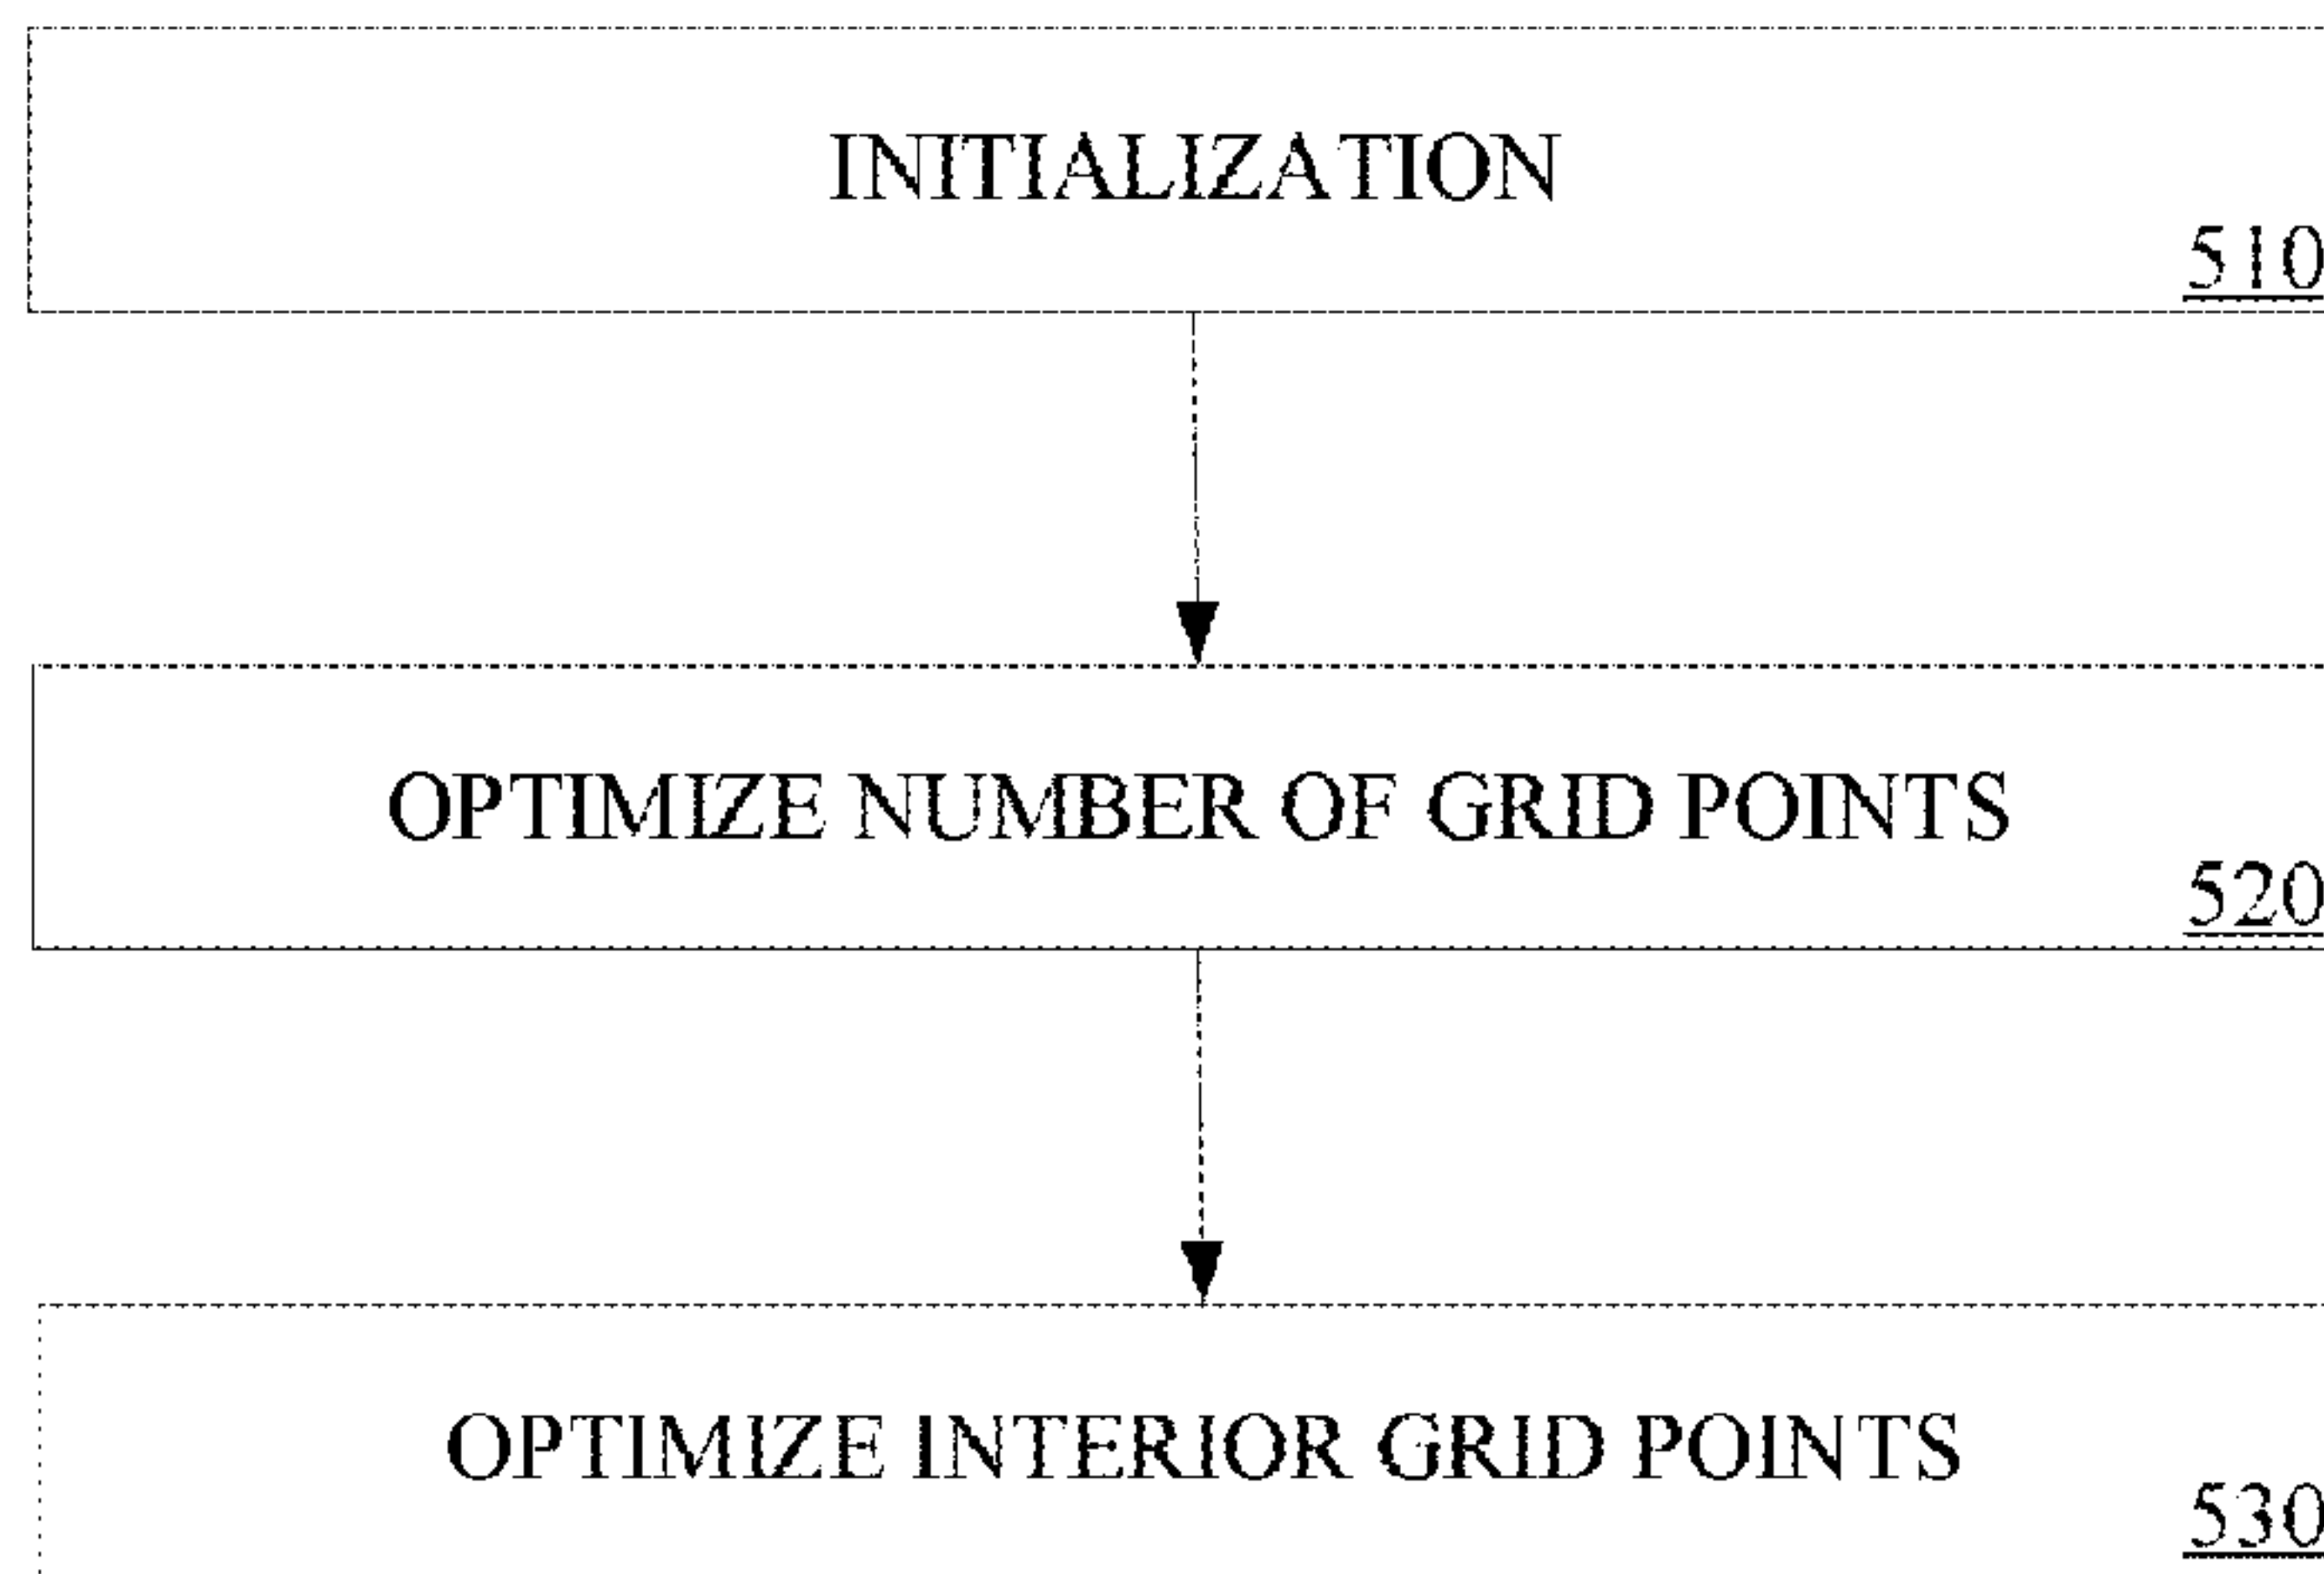 INITIALIZATION
510
OPTIMIZE NUMBER OF GRID POINTS
520
OPTIMIZE INTERIOR GRID POINTS
530